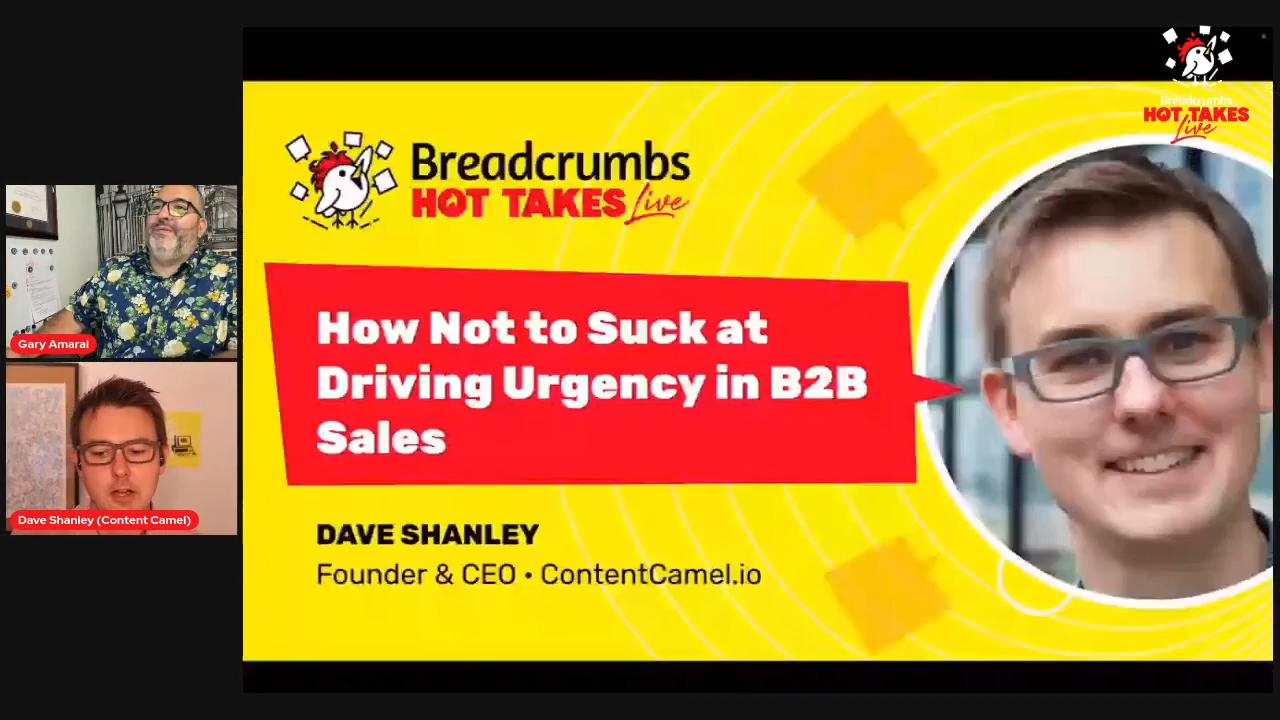 Breadcrumbs
HOT TAKES
Live
Breadcrumbs
HOT TAKES Live
How Not to Suck at
Driving Urgency in B2B
Sales
DAVE SHANLEY
Founder & CEO • ContentCamel.io
Gary Amaral
Dave Shanley (Content Camel)